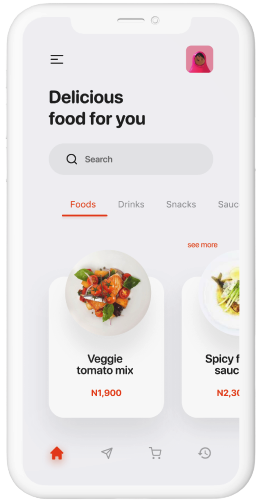 Delicious
food for you
Search
Foods Drinks Snacks Sauc
see more
Veggie
tomato mix
N1,900
Spicy f
sauc
N2,30